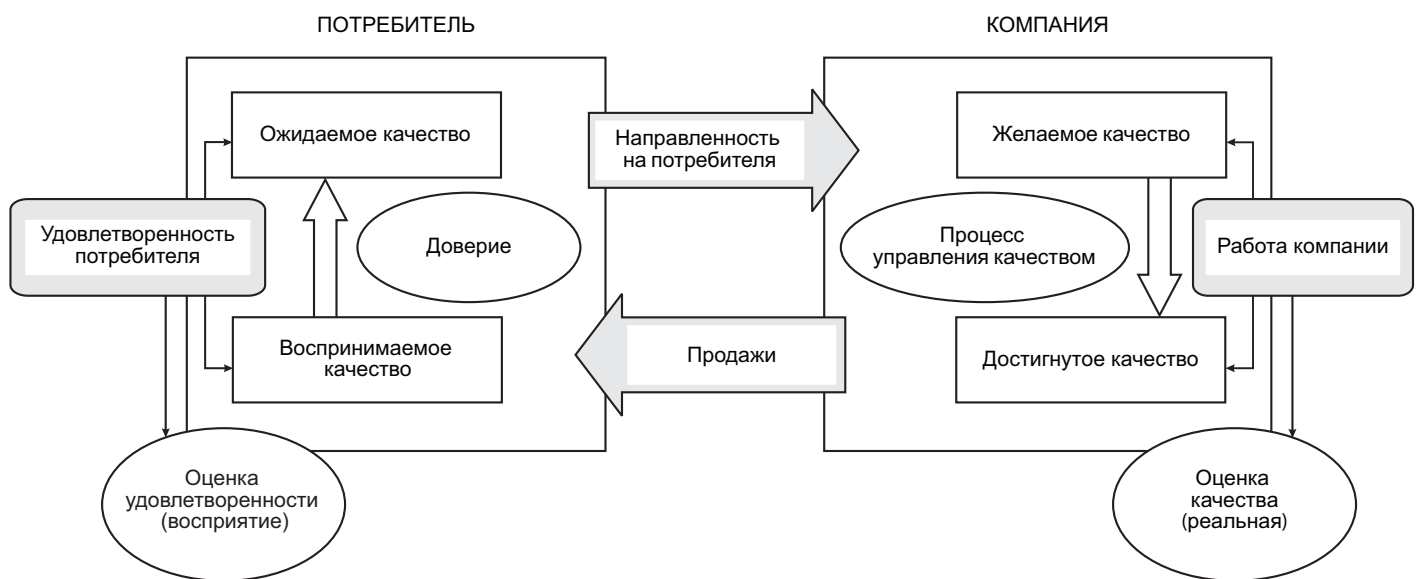 ПОТРЕБИТЕЛЬ
КОМПАНИЯ
Ожидаемое качество
Направленность
на потребителя
Желаемое качество
Удовлетворенность
потребителя
Доверие
Процесс
управления качеством
Работа компании
Воспринимаемое
качество
Продажи
Достигнутое качество
Оценка
удовлетворенности
(восприятие)
Оценка
качества
(реальная)